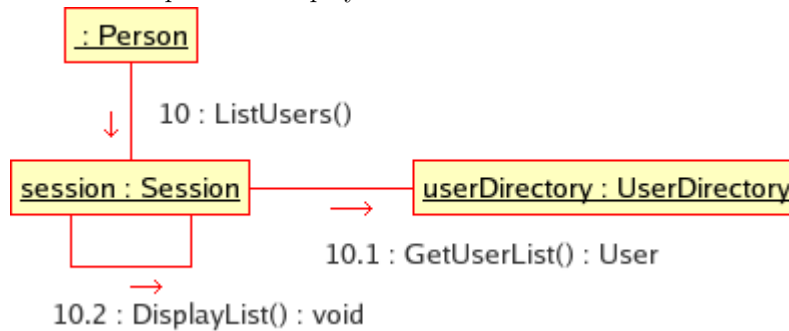 : Person
10 : ListUsers()
session : Session
userDirectory : UserDirectory
10.1 : GetUserList() : User
10.2 : DisplayList() : void